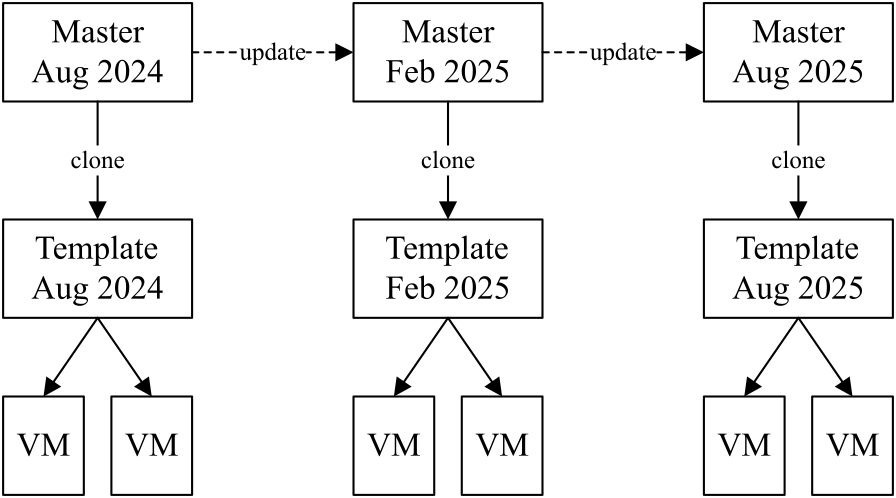 Master
Aug 2024
update
Master
Feb 2025
update
Master
Aug 2025
clone
clone
clone
Template
Aug 2024
Template
Feb 2025
Template
Aug 2025
VM
VM
VM
VM
VM
VM